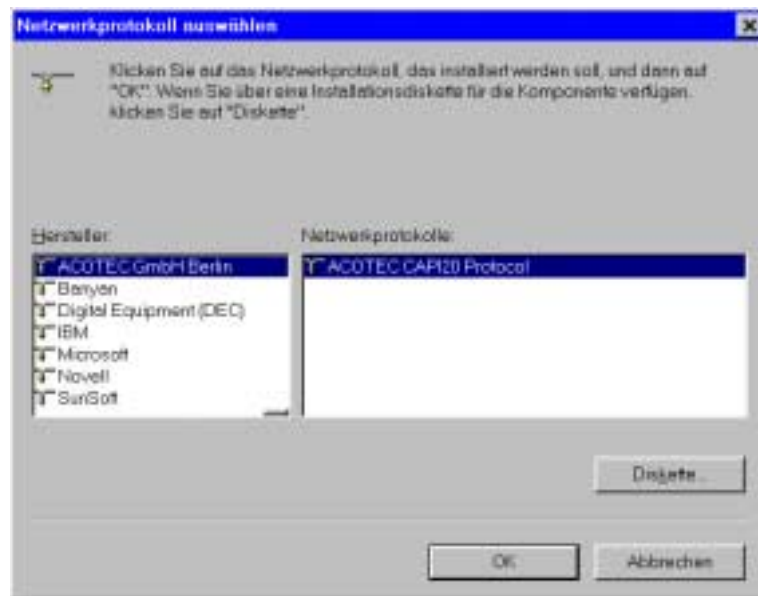 Netzwerkprotokoll auswählen
Klicken Sie auf das Netzwerkprotokoll, das installiert werden soll, und dann auf
"OK". Wenn Sie über eine Installationsdiskette für die Komponente verfügen,
klicken Sie auf "Diskette".
Hersteller:
Netzwerkprotokolle:
ACOTEC GmbH Berlin
ACOTEC CAPI20 Protocol
Banyan
Digital Equipment (DEC)
IBM
Microsoft
Novell
SunSoft
Diskette...
OK
Abbrechen